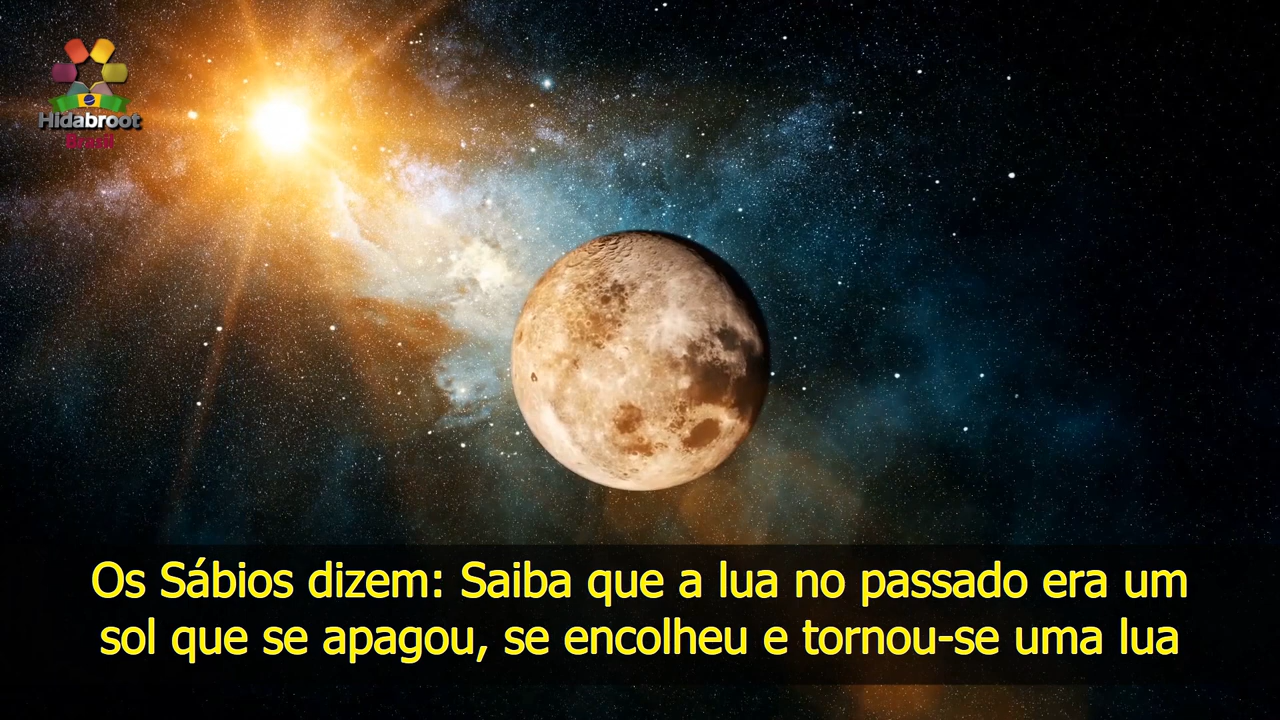 Hidabroot
Brasil
Os Sábios dizem: Saiba que a lua no passado era um
sol que se apagou, se encolheu e tornou-se uma lua